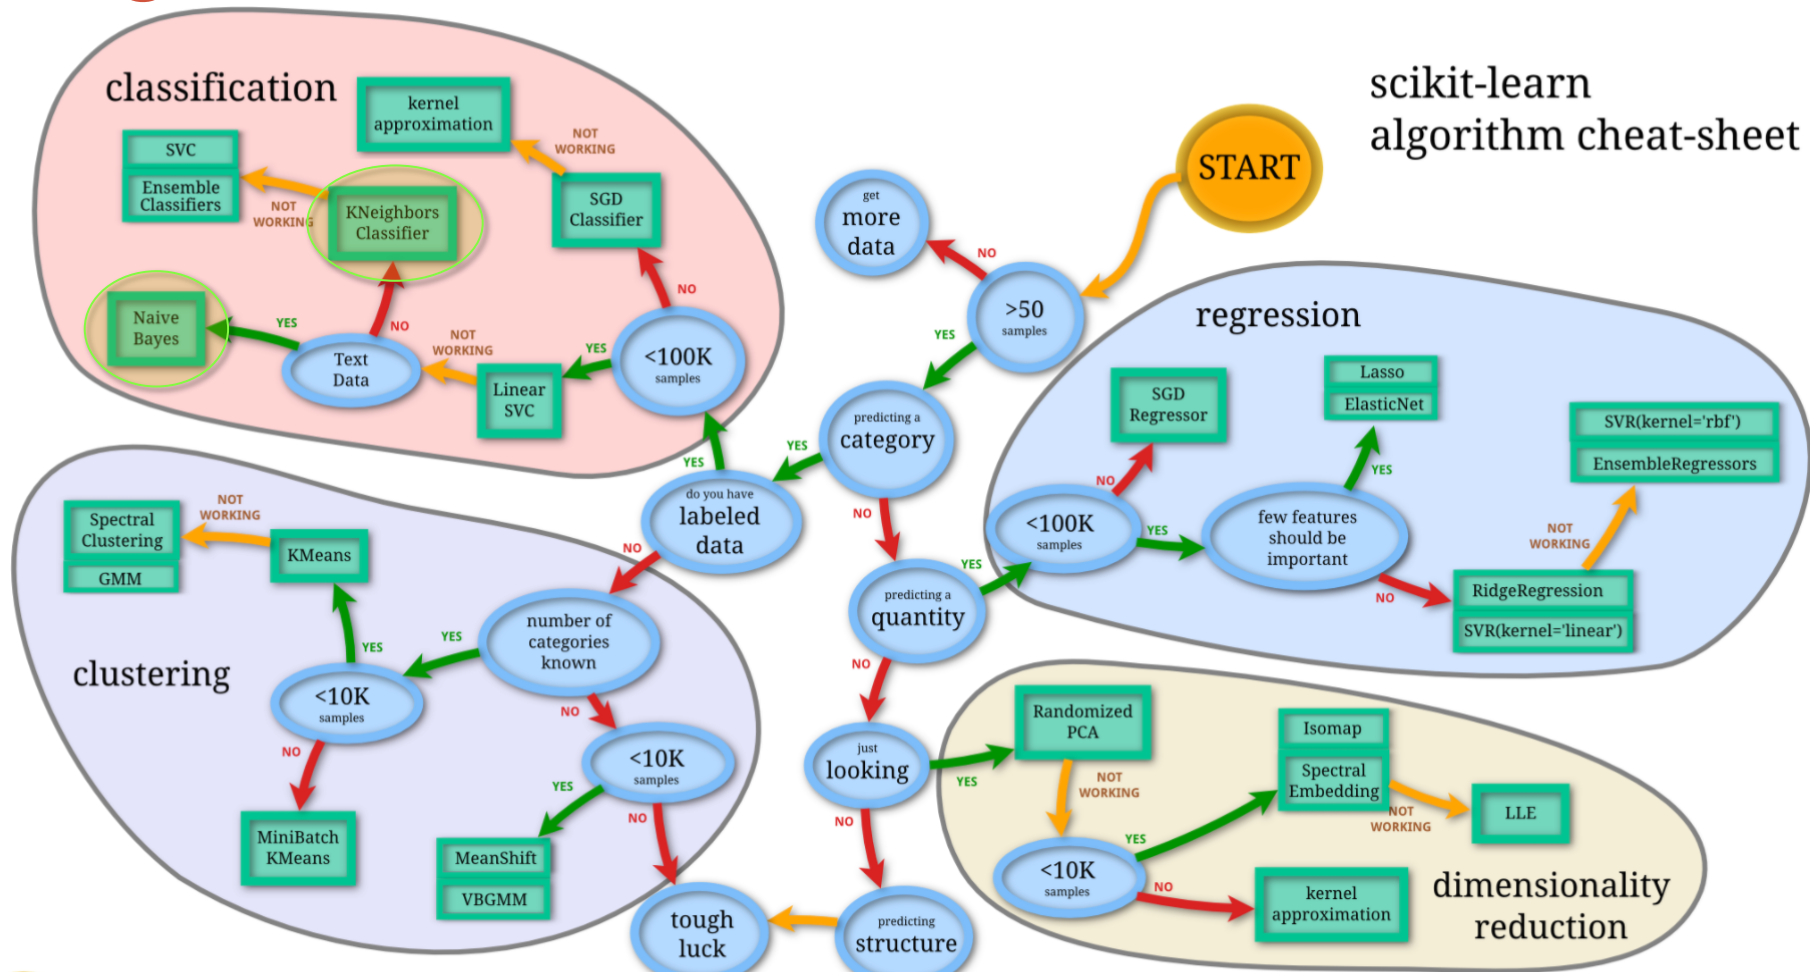 scikit-learn
algorithm cheat-sheet
START
classification
kernel
approximation
NOT
WORKING
SVC
Ensemble
Classifiers
NOT
WORKING
KNeighbors
Classifier
SGD
Classifier
Naive
Bayes
YES
NO
Text
Data
NOT
WORKING
Linear
SVC
YES
NO
<100K
samples
YES
get
more
data
NO
>50
samples
YES
predicting a
category
YES
NO
do you have
labeled
data
NO
predicting a
quantity
YES
NO
just
looking
YES
NO
predicting
structure
tough
luck
regression
SGD
Regressor
Lasso
ElasticNet
SVR(kernel='rbf')
EnsembleRegressors
YES
NO
<100K
samples
YES
few features
should be
important
NOT
WORKING
NO
RidgeRegression
SVR(kernel='linear')
clustering
Spectral
Clustering
GMM
NOT
WORKING
KMeans
YES
number of
categories
known
YES
NO
<10K
samples
NO
MiniBatch
KMeans
<10K
samples
YES
NO
MeanShift
VBGMM
dimensionality
reduction
Randomized
PCA
NOT
WORKING
<10K
samples
YES
NO
Isomap
Spectral
Embedding
NOT
WORKING
LLE
kernel
approximation